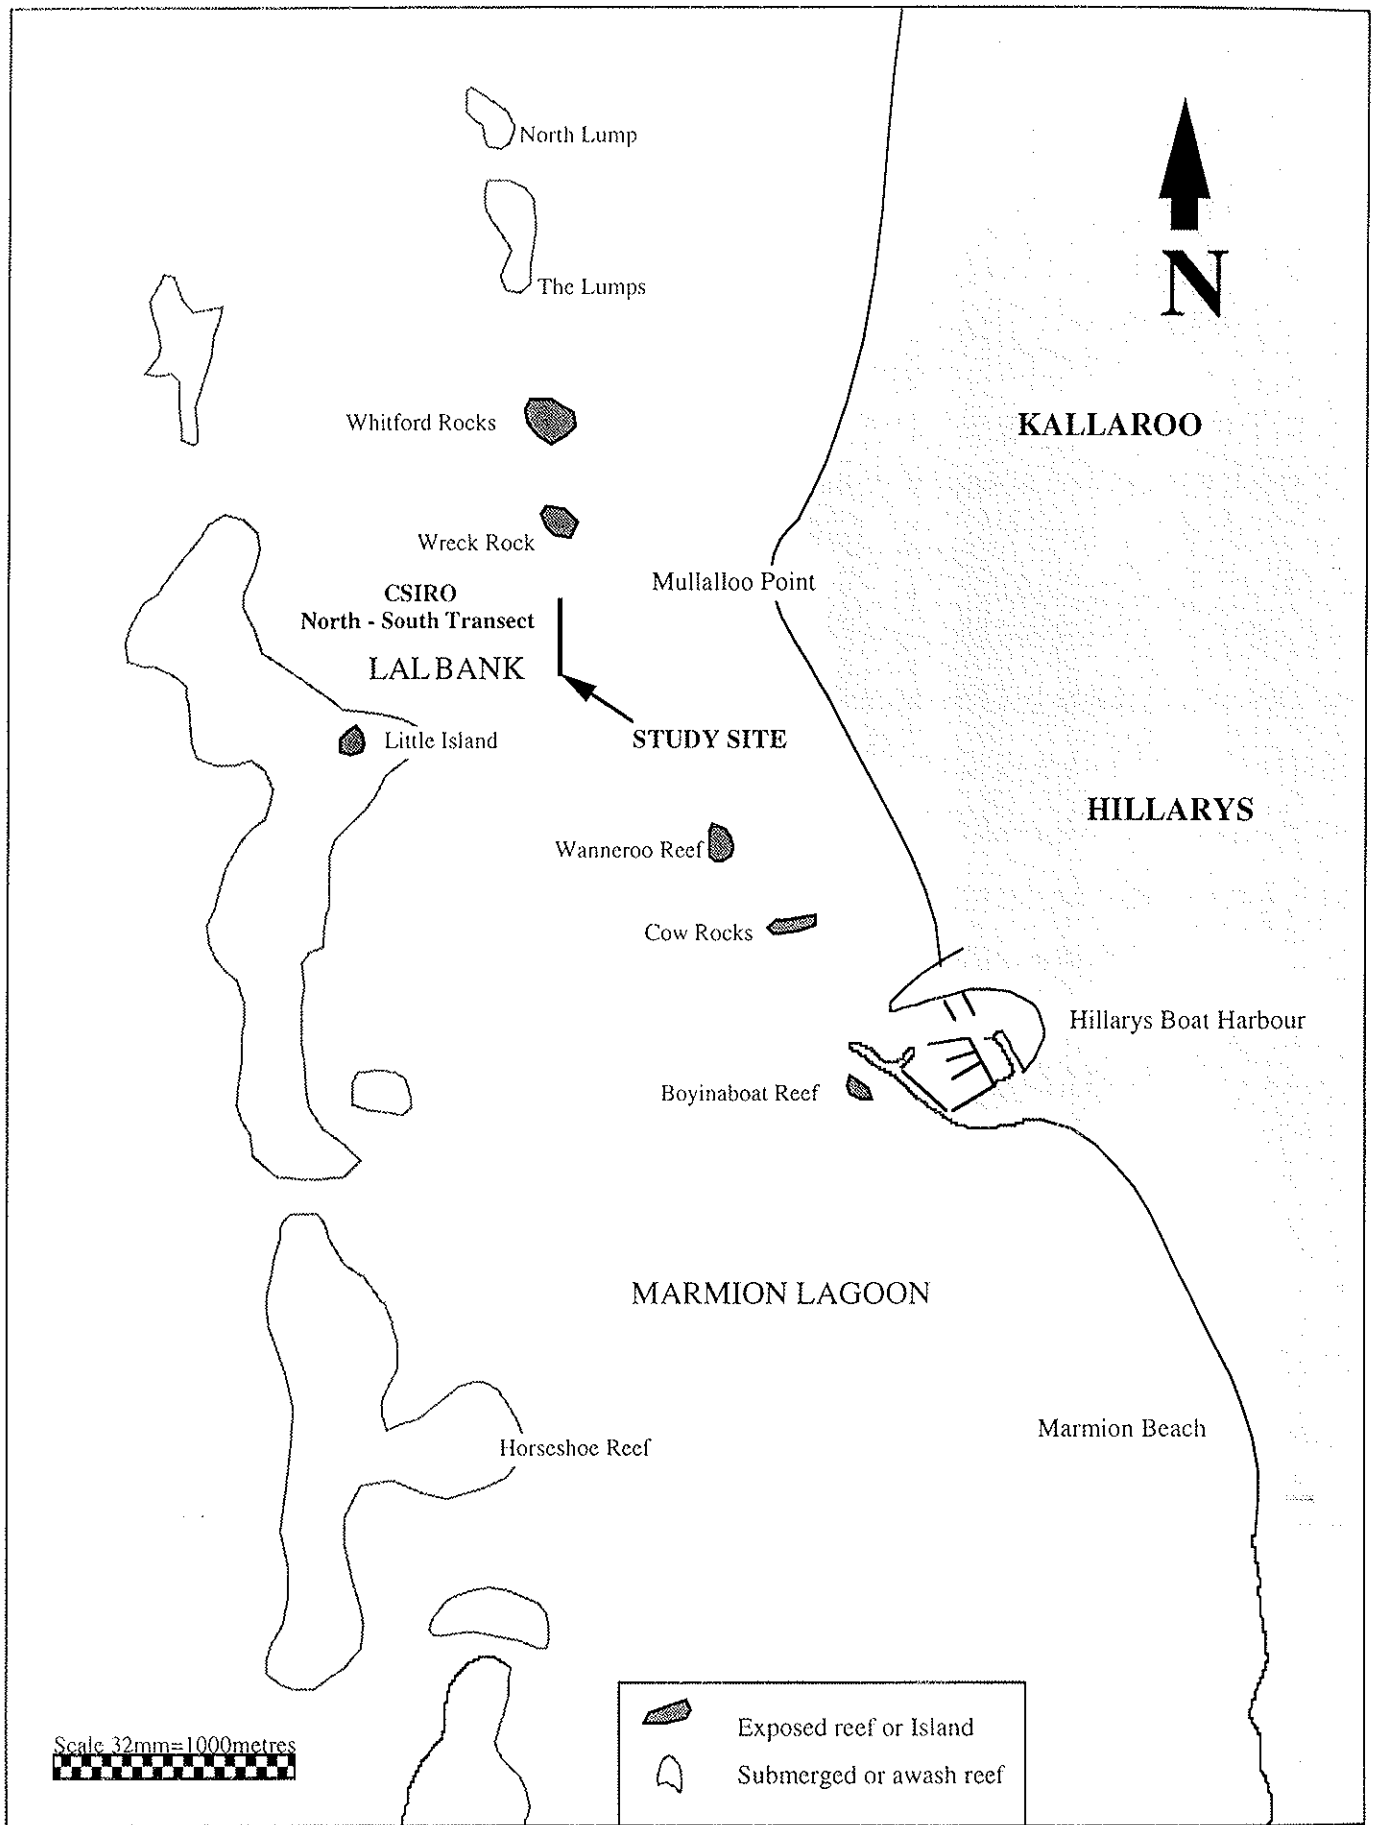 North Lump
The Lumps
N
Whitford Rocks
KALLAROO
Wreck Rock
Mullalloo Point
CSIRO
North - South Transect
LAL BANK
Little Island
STUDY SITE
HILLARYS
Wanneroo Reef
Cow Rocks
Hillarys Boat Harbour
Boyinaboat Reef
MARMION LAGOON
Marmion Beach
Horseshoe Reef
Exposed reef or Island
Scale 32mm=1000metres
Submerged or awash reef